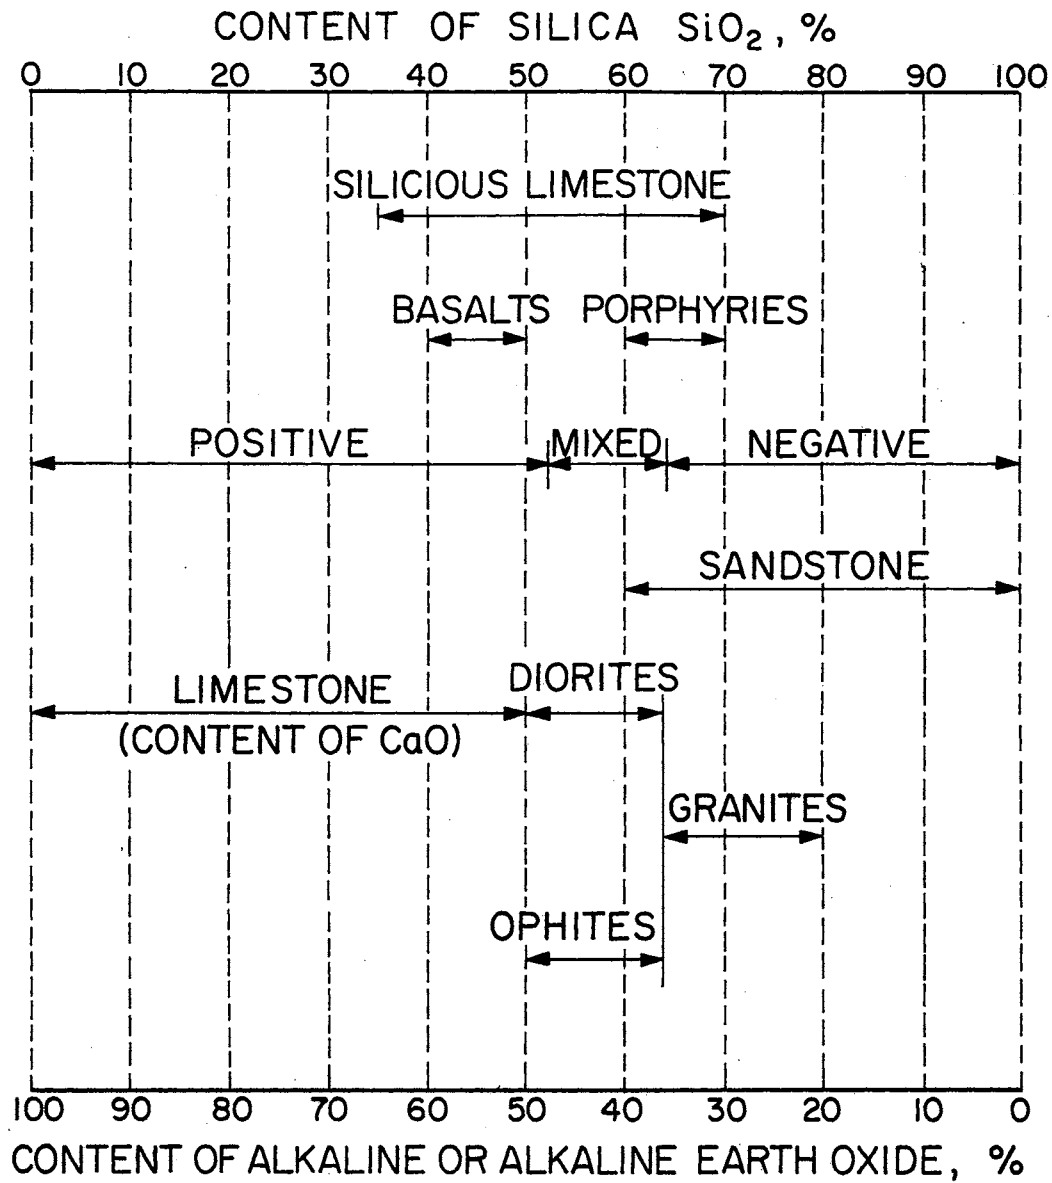 CONTENT OF SILICA SiO₂, %
0 10 20 30 40 50 60 70 80 90 100
SILICIOUS LIMESTONE
BASALTS PORPHYRIES
POSITIVE MIXED NEGATIVE
SANDSTONE
DIORITES
LIMESTONE
(CONTENT OF CaO)
GRANITES
OPHITES
100 90 80 70 60 50 40 30 20 10 0
CONTENT OF ALKALINE OR ALKALINE EARTH OXIDE, %